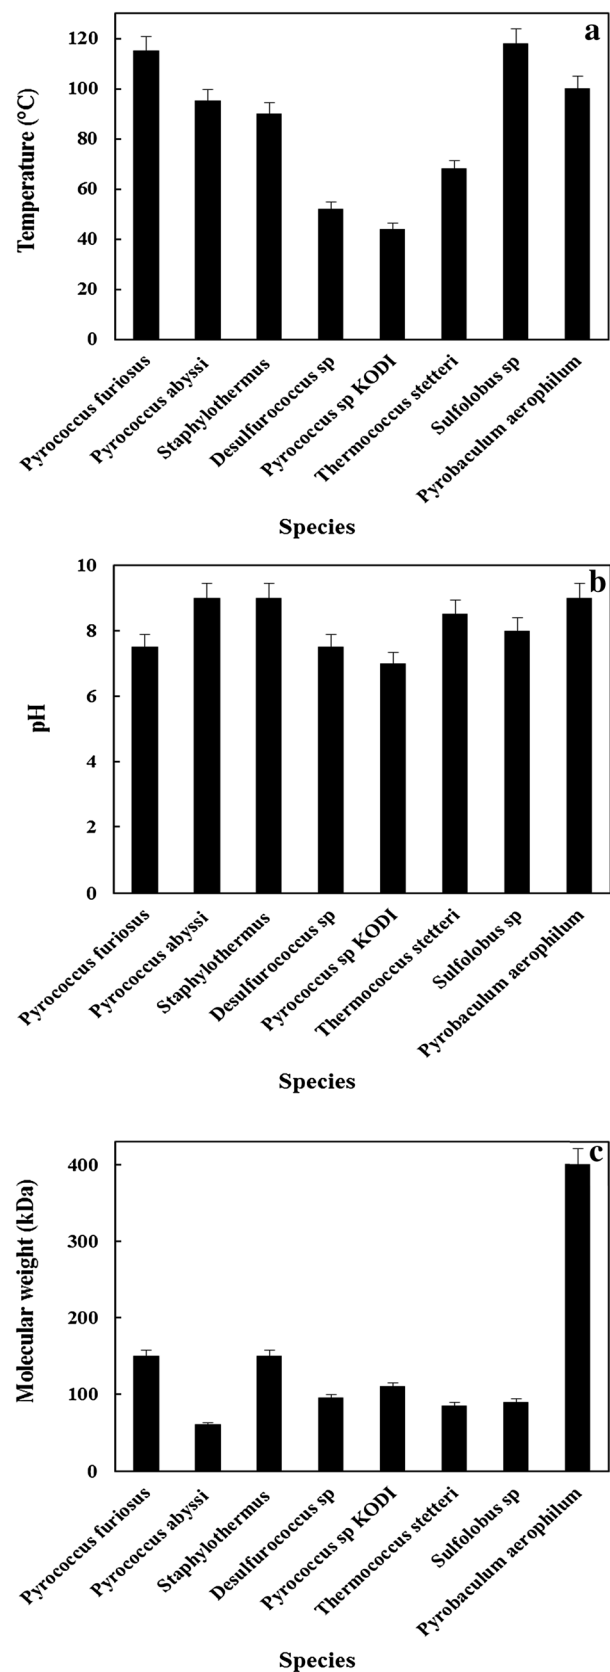 a
Temperature (°C)
120
100
80
60
40
20
0
Pyrococcus furiosus
Pyrococcus abyssi
Staphylothermus
Desulfurococcus sp
Pyrococcus sp KODI
Thermococcus stetteri
Sulfolobus sp
Pyrobaculum aerophilum
Species
b
pH
10
8
6
4
2
0
Pyrococcus furiosus
Pyrococcus abyssi
Staphylothermus
Desulfurococcus sp
Pyrococcus sp KODI
Thermococcus stetteri
Sulfolobus sp
Pyrobaculum aerophilum
Species
c
Molecular weight (kDa)
400
300
200
100
0
Pyrococcus furiosus
Pyrococcus abyssi
Staphylothermus
Desulfurococcus sp
Pyrococcus sp KODI
Thermococcus stetteri
Sulfolobus sp
Pyrobaculum aerophilum
Species